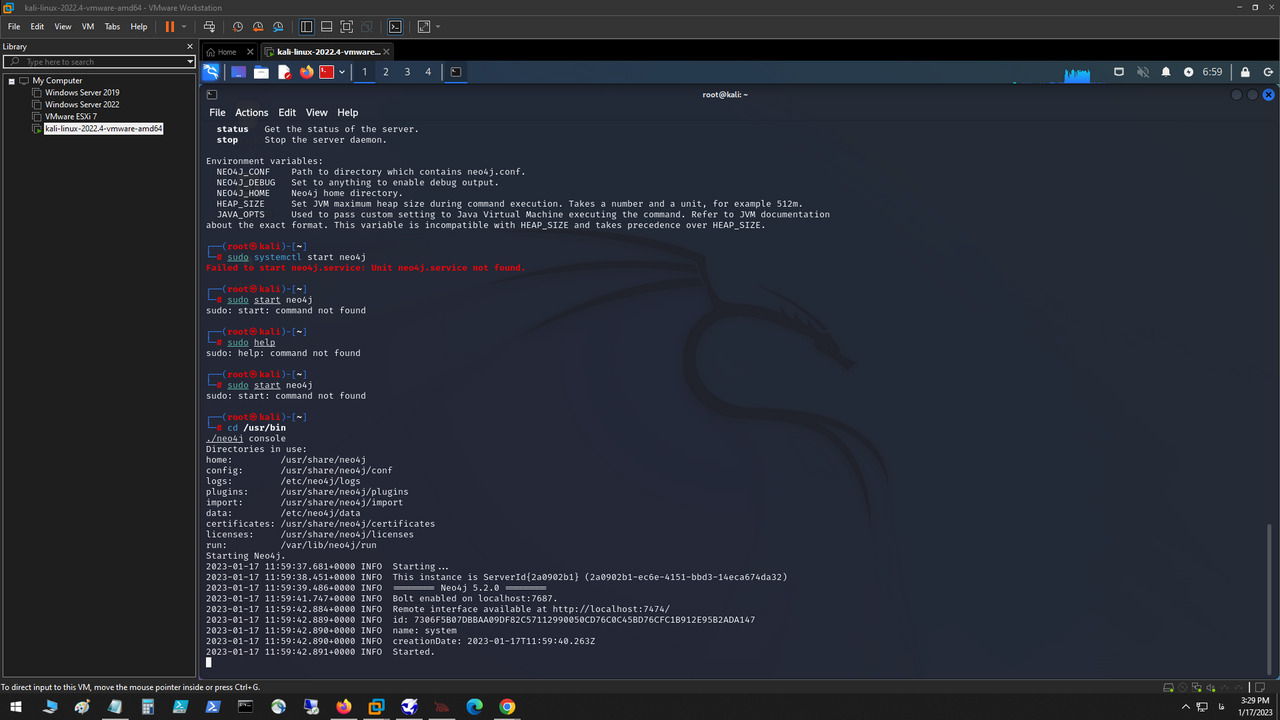 kali-linux-2022.4-vmware-amd64 - VMware Workstation
File Edit View VM Tabs Help
Library
Type here to search
My Computer
Windows Server 2019
Windows Server 2022
VMware ESXi 7
kali-linux-2022.4-vmware-amd64
Home kali-linux-2022.4-vmware...
1 2 3 4 6:59
root@kali: ~
File Actions Edit View Help
status Get the status of the server.
stop Stop the server daemon.
Environment variables:
NEO4J_CONF Path to directory which contains neo4j.conf.
NEO4J_DEBUG Set to anything to enable debug output.
NEO4J_HOME Neo4j home directory.
HEAP_SIZE Set JVM maximum heap size during command execution. Takes a number and a unit, for example 512m.
JAVA_OPTS Used to pass custom setting to Java Virtual Machine executing the command. Refer to JVM documentation
about the exact format. This variable is incompatible with HEAP_SIZE and takes precedence over HEAP_SIZE.
┌──(root㉿kali)-[~]
└─# sudo systemctl start neo4j
Failed to start neo4j.service: Unit neo4j.service not found.
┌──(root㉿kali)-[~]
└─# sudo start neo4j
sudo: start: command not found
┌──(root㉿kali)-[~]
└─# sudo help
sudo: help: command not found
┌──(root㉿kali)-[~]
└─# sudo start neo4j
sudo: start: command not found
┌──(root㉿kali)-[~]
└─# cd /usr/bin
./neo4j console
Directories in use:
home: /usr/share/neo4j
config: /usr/share/neo4j/conf
logs: /etc/neo4j/logs
plugins: /usr/share/neo4j/plugins
import: /usr/share/neo4j/import
data: /etc/neo4j/data
certificates: /usr/share/neo4j/certificates
licenses: /usr/share/neo4j/licenses
run: /var/lib/neo4j/run
Starting Neo4j.
2023-01-17 11:59:37.681+0000 INFO Starting...
2023-01-17 11:59:38.451+0000 INFO This instance is ServerId{2a0902b1} (2a0902b1-ec6e-4151-bbd3-14eca674da32)
2023-01-17 11:59:39.486+0000 INFO ======== Neo4j 5.2.0 ========
2023-01-17 11:59:41.747+0000 INFO Bolt enabled on localhost:7687.
2023-01-17 11:59:42.884+0000 INFO Remote interface available at http://localhost:7474/
2023-01-17 11:59:42.889+0000 INFO id: 7306F5B07DBBAA09DF82C57112990050CD76C0C45BD76CFC1B912E95B2ADA147
2023-01-17 11:59:42.890+0000 INFO name: system
2023-01-17 11:59:42.890+0000 INFO creationDate: 2023-01-17T11:59:40.263Z
2023-01-17 11:59:42.891+0000 INFO Started.
To direct input to this VM, move the mouse pointer inside or press Ctrl+G.
3:29 PM
1/17/2023